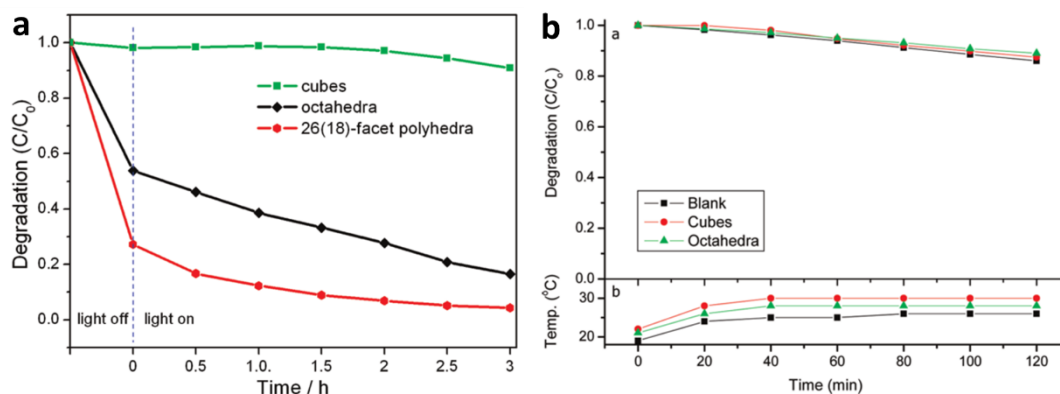 a
Degradation (C/C0)
1.0
0.8
0.6
0.4
0.2
0.0
cubes
octahedra
26(18)-facet polyhedra
light off
light on
0 0.5 1.0. 1.5 2 2.5 3
Time / h
b
a
Degradation (C/Co)
1.0
0.8
0.6
0.4
0.2
0.0
Blank
Cubes
Octahedra
b
Temp. (⁰C)
30
20
0 20 40 60 80 100 120
Time (min)